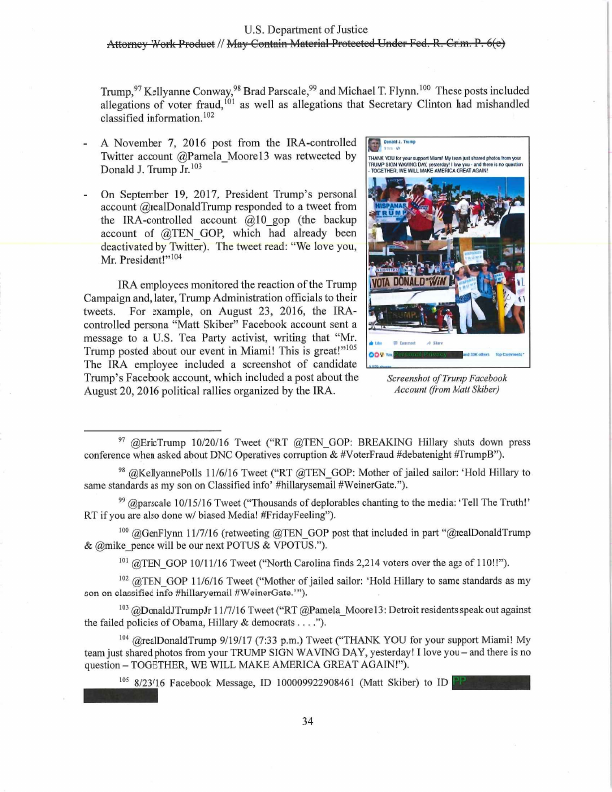 U.S. Department of Justice
Attorney Work Product // May Contain Material Protected Under Fed. R. Crim. P. 6(e)
Trump,97 Kellyanne Conway,98 Brad Parscale,99 and Michael T. Flynn.100 These posts included
allegations of voter fraud,101 as well as allegations that Secretary Clinton had mishandled
classified information.102
- A November 7, 2016 post from the IRA-controlled
Twitter account @Pamela_Moore13 was retweeted by
Donald J. Trump Jr.103
- On September 19, 2017, President Trump's personal
account @realDonaldTrump responded to a tweet from
the IRA-controlled account @10_gop (the backup
account of @TEN_GOP, which had already been
deactivated by Twitter). The tweet read: "We love you,
Mr. President!"104
IRA employees monitored the reaction of the Trump
Campaign and, later, Trump Administration officials to their
tweets. For example, on August 23, 2016, the IRA-
controlled persona "Matt Skiber" Facebook account sent a
message to a U.S. Tea Party activist, writing that "Mr.
Trump posted about our event in Miami! This is great!"105
The IRA employee included a screenshot of candidate
Trump's Facebook account, which included a post about the
August 20, 2016 political rallies organized by the IRA.
Donald J. Trump
THANK YOU for your support Miami! My team just shared photos from your
TRUMP SIGN WAVING DAY, yesterday! I love you - and there is no question
- TOGETHER, WE WILL MAKE AMERICA GREAT AGAIN!
HISPANAS
TRUMP
VOTA DONALD "WIN"
TRUMP
Like Comment Share
Top Comments
Screenshot of Trump Facebook
Account (from Matt Skiber)
97 @EricTrump 10/20/16 Tweet ("RT @TEN_GOP: BREAKING Hillary shuts down press
conference when asked about DNC Operatives corruption & #VoterFraud #debatenight #TrumpB").
98 @KellyannePolls 11/6/16 Tweet ("RT @TEN_GOP: Mother of jailed sailor: 'Hold Hillary to
same standards as my son on Classified info' #hillarysemail #WeinerGate.").
99 @parscale 10/15/16 Tweet ("Thousands of deplorables chanting to the media: 'Tell The Truth!'
RT if you are also done w/ biased Media! #FridayFeeling").
100 @GenFlynn 11/7/16 (retweeting @TEN_GOP post that included in part "@realDonaldTrump
& @mike_pence will be our next POTUS & VPOTUS.").
101 @TEN_GOP 10/11/16 Tweet ("North Carolina finds 2,214 voters over the age of 110!!").
102 @TEN_GOP 11/6/16 Tweet ("Mother of jailed sailor: 'Hold Hillary to same standards as my
son on classified info #hillaryemail #WeinerGate.'").
103 @DonaldJTrumpJr 11/7/16 Tweet ("RT @Pamela_Moore13: Detroit residents speak out against
the failed policies of Obama, Hillary & democrats . . . .").
104 @realDonaldTrump 9/19/17 (7:33 p.m.) Tweet ("THANK YOU for your support Miami! My
team just shared photos from your TRUMP SIGN WAVING DAY, yesterday! I love you – and there is no
question – TOGETHER, WE WILL MAKE AMERICA GREAT AGAIN!").
105 8/23/16 Facebook Message, ID 100009922908461 (Matt Skiber) to ID PP
34